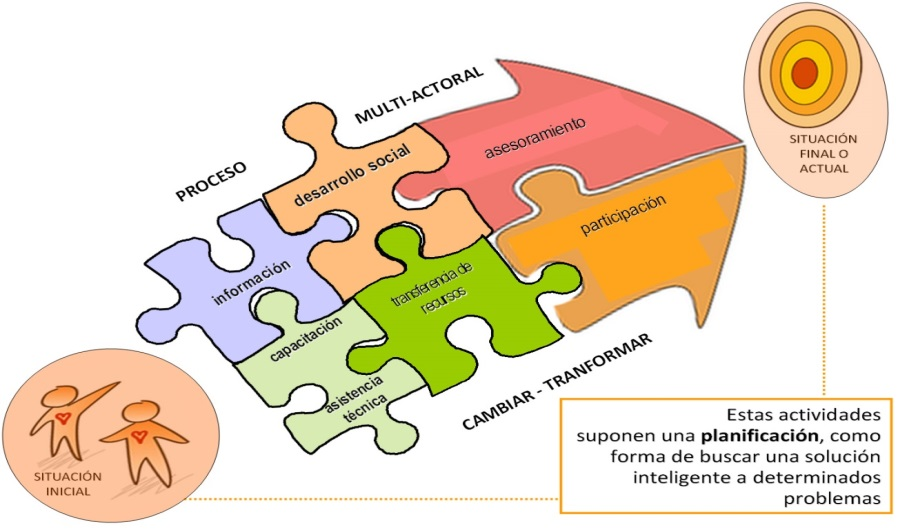 MULTI-ACTORAL
PROCESO
SITUACIÓN
FINAL O
ACTUAL
asesoramiento
desarrollo social
participación
información
transferencia de
recursos
capacitación
asistencia
técnica
CAMBIAR - TRANFORMAR
SITUACIÓN
INICIAL
Estas actividades
suponen una planificación, como
forma de buscar una solución
inteligente a determinados
problemas